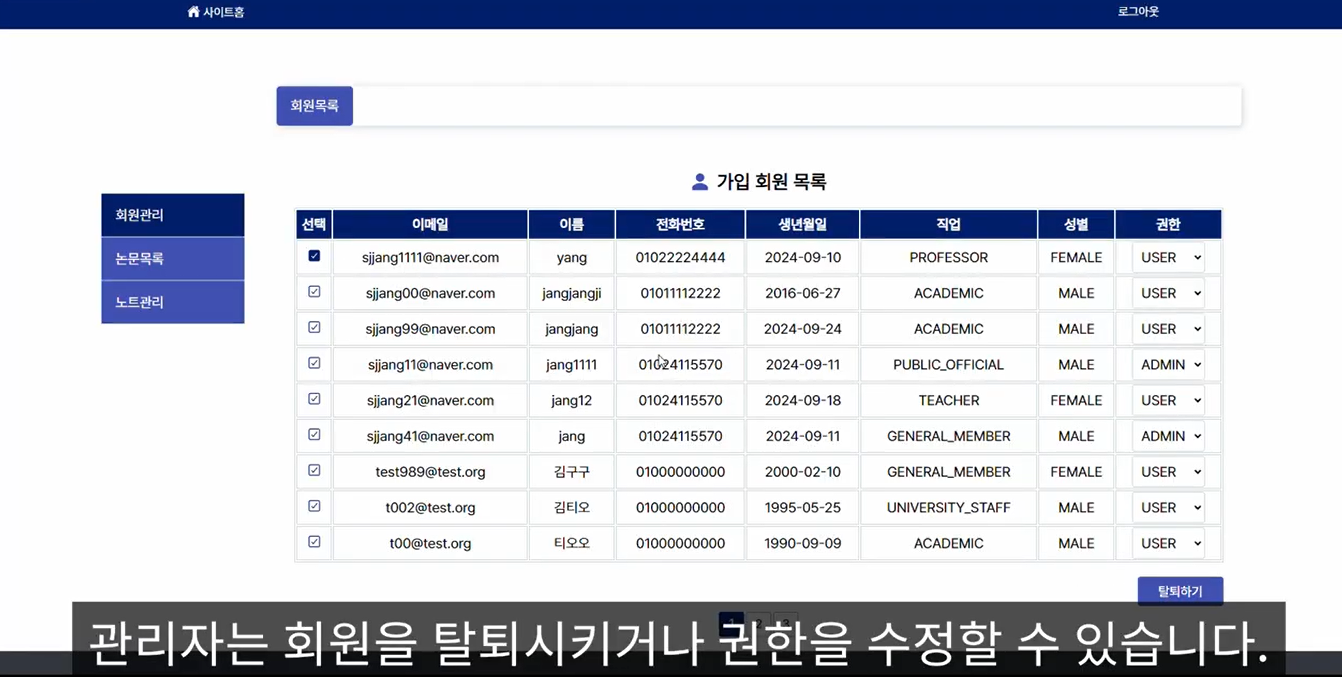 사이트홈 로그아웃
회원목록
가입 회원 목록
회원관리
논문목록
노트관리
선택 이메일 이름 전화번호 생년월일 직업 성별 권한
sjjang1111@naver.com yang 01022224444 2024-09-10 PROFESSOR FEMALE USER
sjjang00@naver.com jangjangji 01011112222 2016-06-27 ACADEMIC MALE USER
sjjang99@naver.com jangjang 01011112222 2024-09-24 ACADEMIC MALE USER
sjjang11@naver.com jang1111 01024115570 2024-09-11 PUBLIC_OFFICIAL MALE ADMIN
sjjang21@naver.com jang12 01024115570 2024-09-18 TEACHER FEMALE USER
sjjang41@naver.com jang 01024115570 2024-09-11 GENERAL_MEMBER MALE ADMIN
test989@test.org 김구구 01000000000 2000-02-10 GENERAL_MEMBER FEMALE USER
t002@test.org 김티오 01000000000 1995-05-25 UNIVERSITY_STAFF MALE USER
t00@test.org 티오오 01000000000 1990-09-09 ACADEMIC MALE USER
탈퇴하기
1 2 3
관리자는 회원을 탈퇴시키거나 권한을 수정할 수 있습니다.